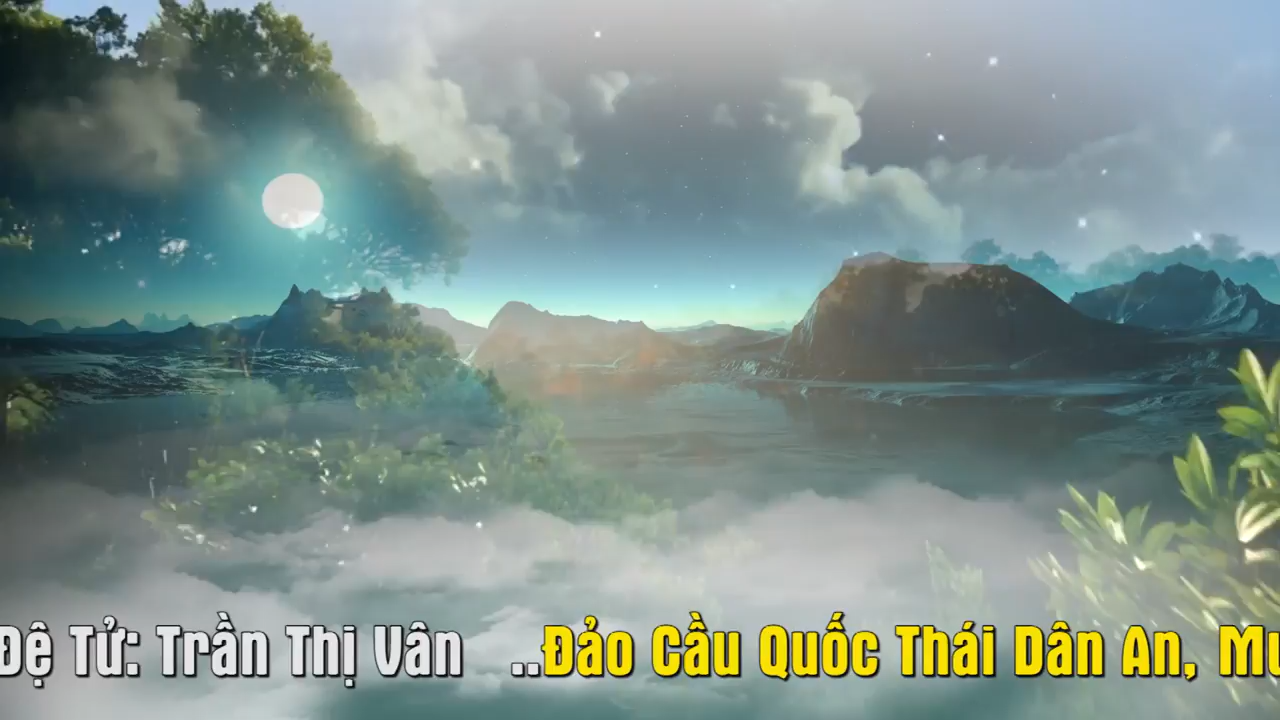 Đệ Tử: Trần Thị Vân ..Đảo Cầu Quốc Thái Dân An,